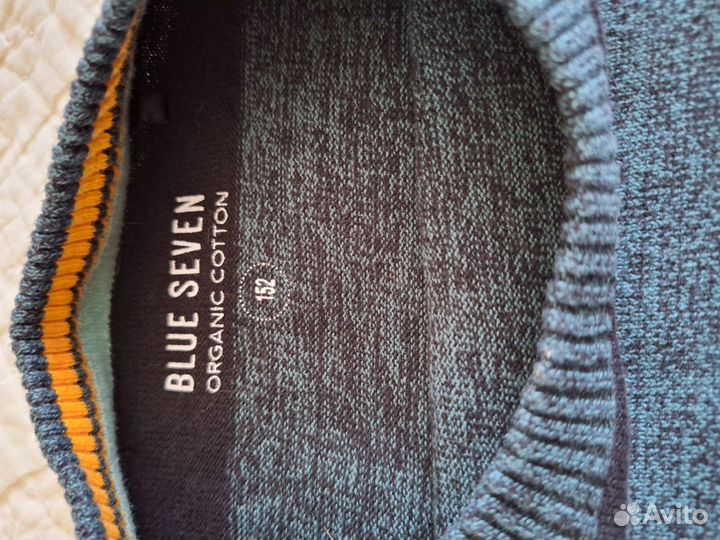 BLUE SEVEN
ORGANIC COTTON
152
Avito